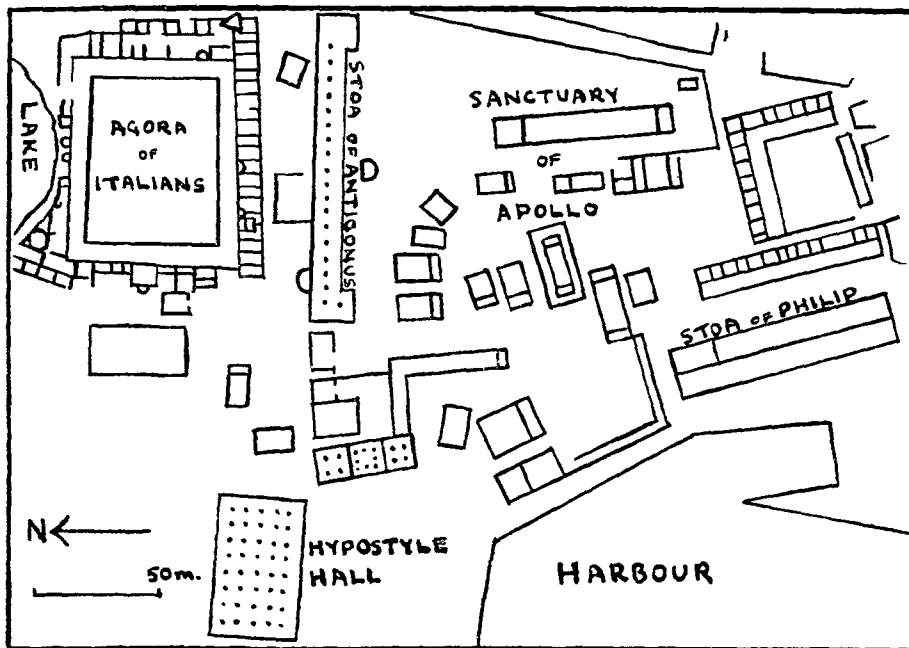 LAKE
AGORA
OF
ITALIANS
STOA OF ANTIGONUS
SANCTUARY
OF
APOLLO
STOA OF PHILIP
N
50m.
HYPOSTYLE
HALL
HARBOUR